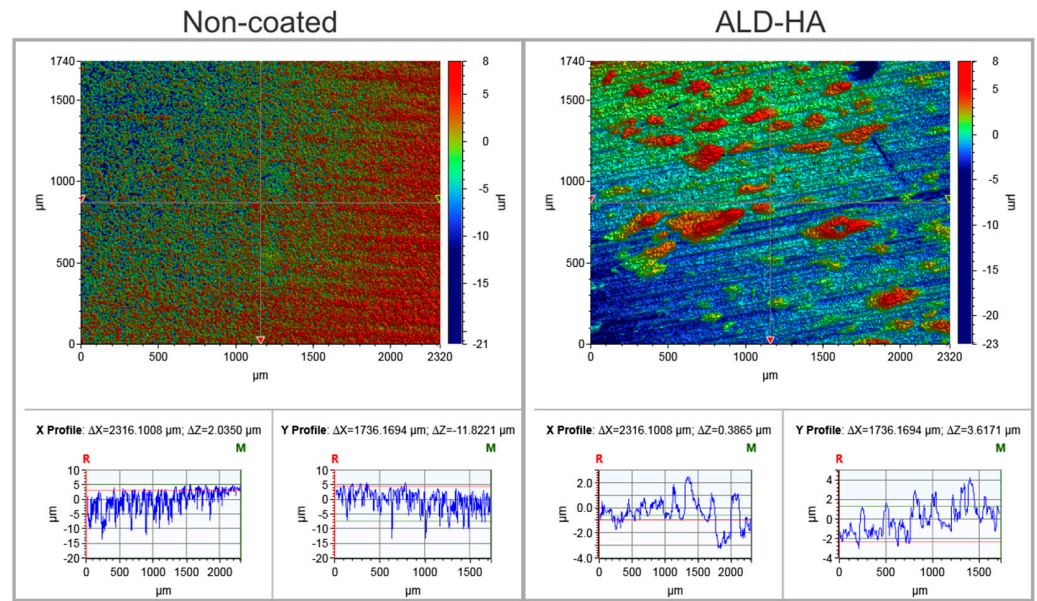 Non-coated
ALD-HA
1740
1500
1000
500
0
µm
0 500 1000 1500 2000 2320
µm
8
5
0
-5
-10
-15
-21
µm
1740
1500
1000
500
0
µm
0 500 1000 1500 2000 2320
µm
8
5
0
-5
-10
-15
-20
-23
µm
X Profile: ΔX=2316.1008 µm; ΔZ=2.0350 µm
R M
10
5
0
-5
-10
-15
-20
µm
0 500 1000 1500 2000
µm
Y Profile: ΔX=1736.1694 µm; ΔZ=-11.8221 µm
R M
10
5
0
-5
-10
-15
-20
µm
0 500 1000 1500
µm
X Profile: ΔX=2316.1008 µm; ΔZ=0.3865 µm
R M
2.0
0.0
-2.0
-4.0
µm
0 500 1000 1500 2000
µm
Y Profile: ΔX=1736.1694 µm; ΔZ=3.6171 µm
R M
4
2
0
-2
-4
µm
0 500 1000 1500
µm